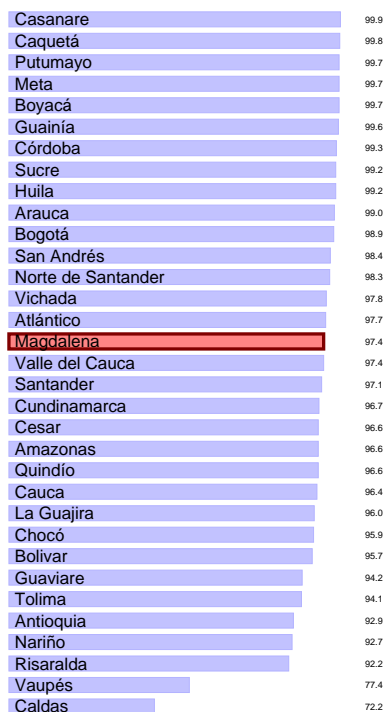 Casanare 99.9
Caquetá 99.8
Putumayo 99.7
Meta 99.7
Boyacá 99.7
Guainía 99.6
Córdoba 99.3
Sucre 99.2
Huila 99.2
Arauca 99.0
Bogotá 98.9
San Andrés 98.4
Norte de Santander 98.3
Vichada 97.8
Atlántico 97.7
Magdalena 97.4
Valle del Cauca 97.4
Santander 97.1
Cundinamarca 96.7
Cesar 96.6
Amazonas 96.6
Quindío 96.6
Cauca 96.4
La Guajira 96.0
Chocó 95.9
Bolivar 95.7
Guaviare 94.2
Tolima 94.1
Antioquia 92.9
Nariño 92.7
Risaralda 92.2
Vaupés 77.4
Caldas 72.2